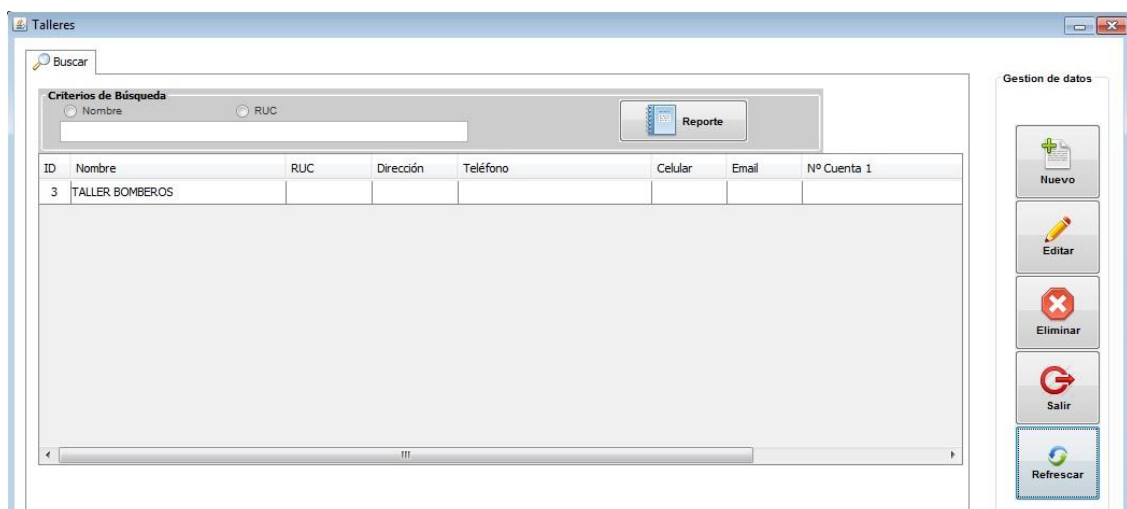 Talleres
Buscar
Gestion de datos
Criterios de Búsqueda
Nombre RUC
Reporte
ID Nombre RUC Dirección Teléfono Celular Email Nº Cuenta 1
3 TALLER BOMBEROS
Nuevo
Editar
Eliminar
Salir
Refrescar